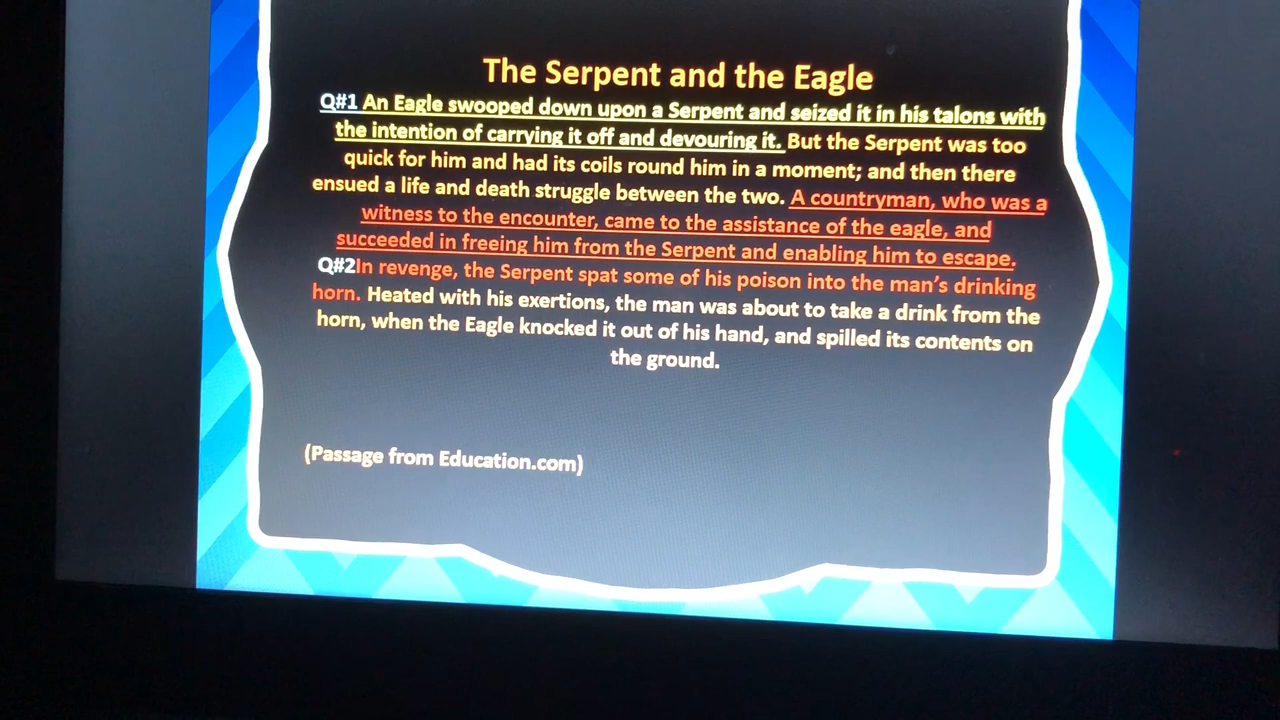 The Serpent and the Eagle
Q#1 An Eagle swooped down upon a Serpent and seized it in his talons with
the intention of carrying it off and devouring it. But the Serpent was too
quick for him and had its coils round him in a moment; and then there
ensued a life and death struggle between the two. A countryman, who was a
witness to the encounter, came to the assistance of the eagle, and
succeeded in freeing him from the Serpent and enabling him to escape.
Q#2In revenge, the Serpent spat some of his poison into the man’s drinking
horn. Heated with his exertions, the man was about to take a drink from the
horn, when the Eagle knocked it out of his hand, and spilled its contents on
the ground.
(Passage from Education.com)